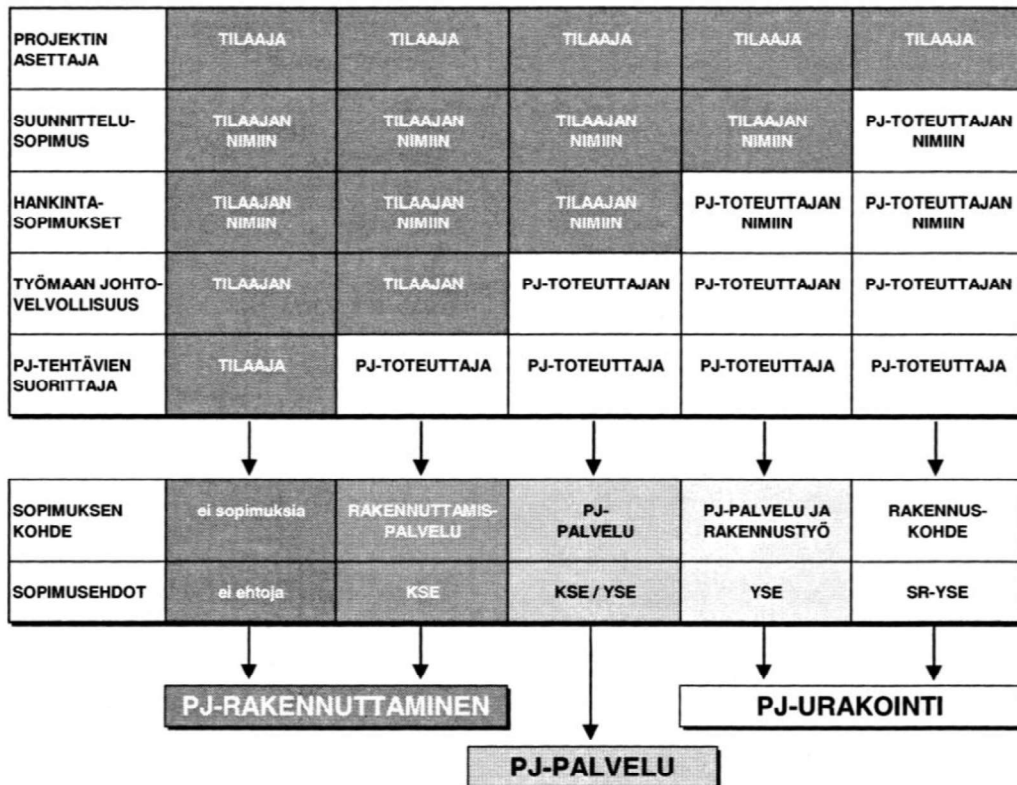 PROJEKTIN
ASETTAJA
TILAAJA
TILAAJA
TILAAJA
TILAAJA
TILAAJA
SUUNNITTELU-
SOPIMUS
TILAAJAN
NIMIIN
TILAAJAN
NIMIIN
TILAAJAN
NIMIIN
TILAAJAN
NIMIIN
PJ-TOTEUTTAJAN
NIMIIN
HANKINTA-
SOPIMUKSET
TILAAJAN
NIMIIN
TILAAJAN
NIMIIN
TILAAJAN
NIMIIN
PJ-TOTEUTTAJAN
NIMIIN
PJ-TOTEUTTAJAN
NIMIIN
TYÖMAAN JOHTO-
VELVOLLISUUS
TILAAJAN
TILAAJAN
PJ-TOTEUTTAJAN
PJ-TOTEUTTAJAN
PJ-TOTEUTTAJAN
PJ-TEHTÄVIEN
SUORITTAJA
TILAAJA
PJ-TOTEUTTAJA
PJ-TOTEUTTAJA
PJ-TOTEUTTAJA
PJ-TOTEUTTAJA
SOPIMUKSEN
KOHDE
ei sopimuksia
RAKENNUTTAMIS-
PALVELU
PJ-
PALVELU
PJ-PALVELU JA
RAKENNUSTYÖ
RAKENNUS-
KOHDE
SOPIMUSEHDOT
ei ehtoja
KSE
KSE / YSE
YSE
SR-YSE
PJ-RAKENNUTTAMINEN
PJ-URAKOINTI
PJ-PALVELU